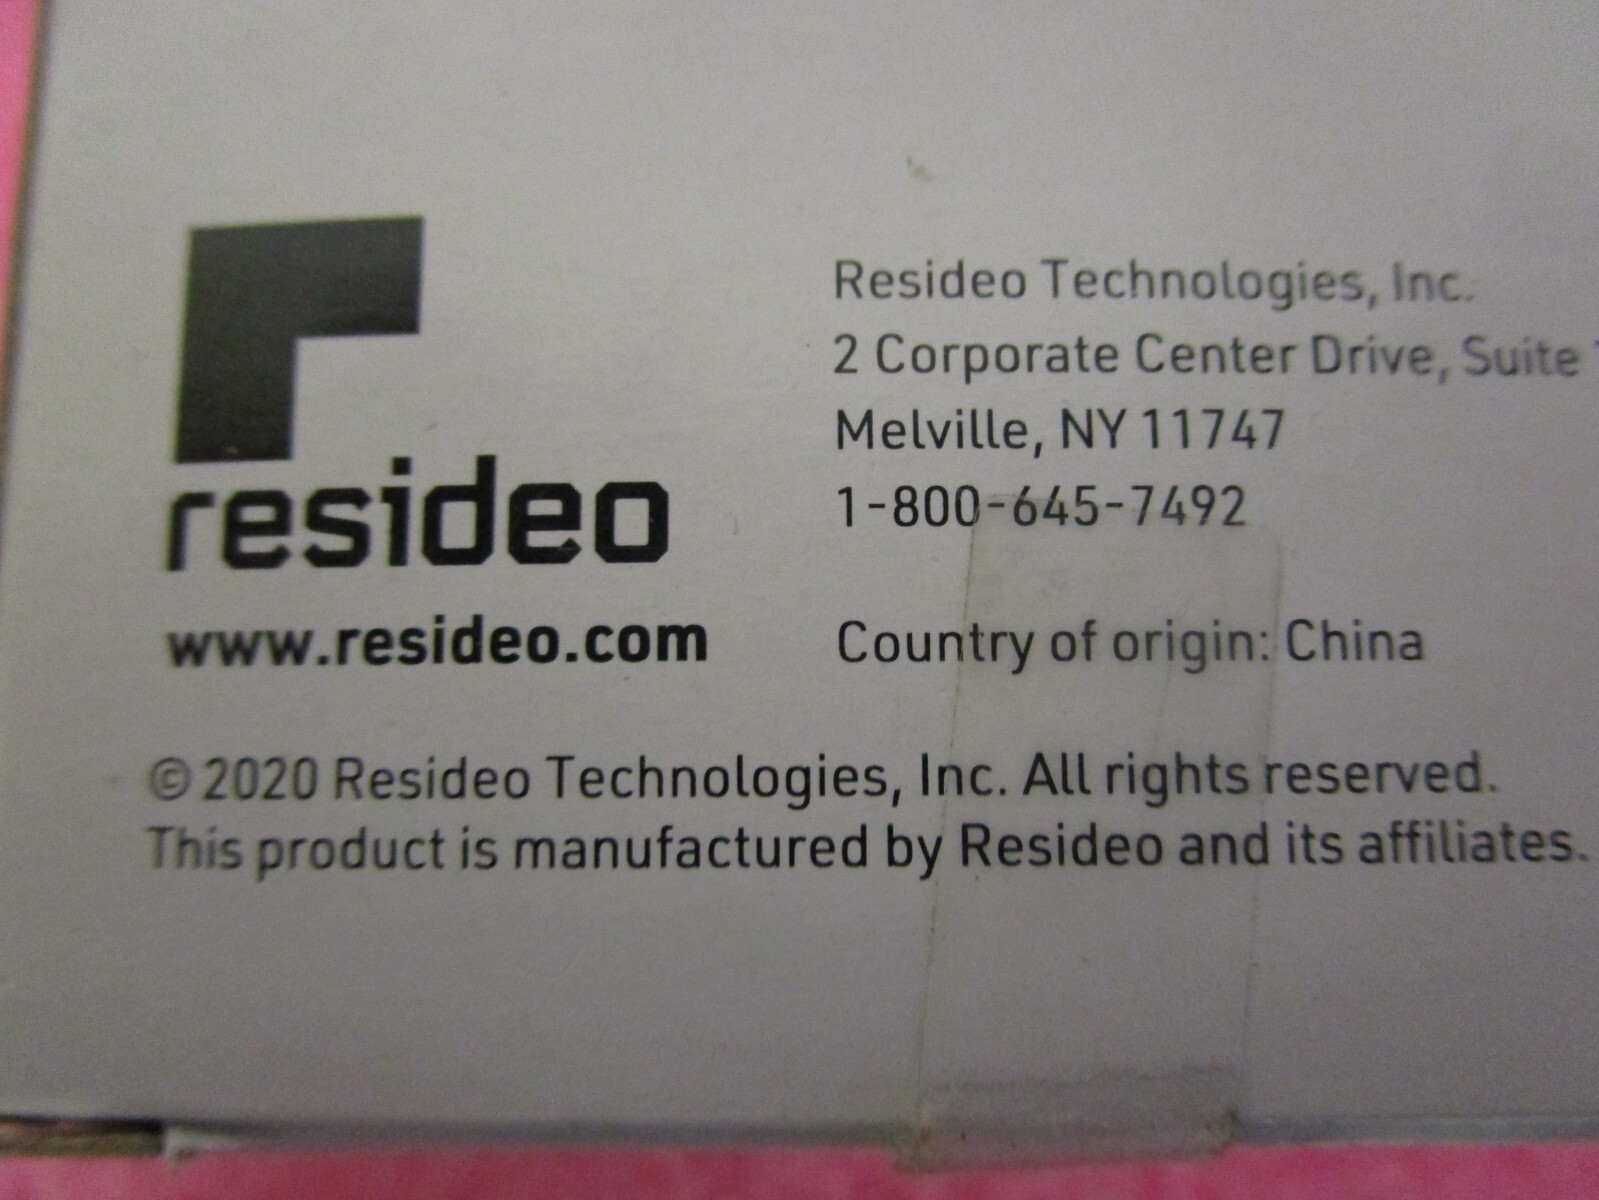 resideo
www.resideo.com
Resideo Technologies, Inc.
2 Corporate Center Drive, Suite
Melville, NY 11747
1-800-645-7492
Country of origin: China
© 2020 Resideo Technologies, Inc. All rights reserved.
This product is manufactured by Resideo and its affiliates.